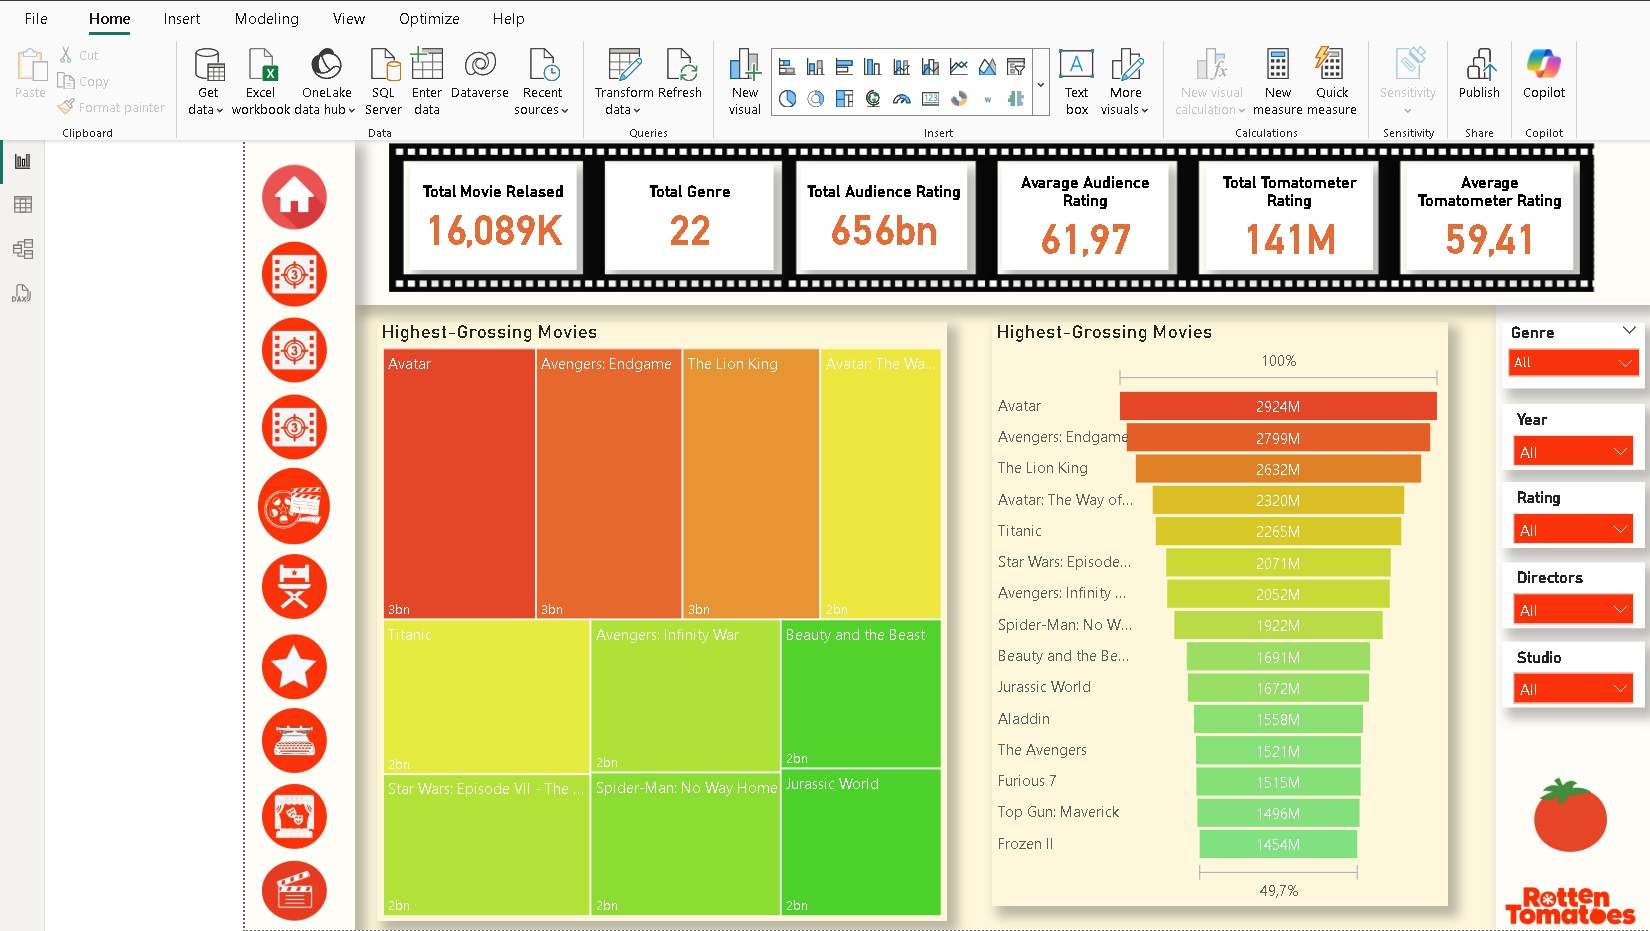 File Home Insert Modeling View Optimize Help
Paste
Cut
Copy
Format painter
Clipboard
Get
data
Excel
workbook
OneLake
data hub
SQL
Server
Enter
data
Dataverse
Recent
sources
Data
Transform
data
Refresh
Queries
New
visual
Text
box
More
visuals
Insert
New visual
calculation
New
measure
Quick
measure
Calculations
Sensitivity
Sensitivity
Publish
Share
Copilot
Copilot
DAX
Total Movie Relased
16,089K
Total Genre
22
Total Audience Rating
656bn
Avarage Audience
Rating
61,97
Total Tomatometer
Rating
141M
Average
Tomatometer Rating
59,41
3
3
3
Highest-Grossing Movies
Avatar
3bn
Avengers: Endgame
3bn
The Lion King
3bn
Avatar: The Wa...
2bn
Titanic
2bn
Avengers: Infinity War
2bn
Beauty and the Beast
2bn
Star Wars: Episode VII - The ...
2bn
Spider-Man: No Way Home
2bn
Jurassic World
2bn
Highest-Grossing Movies
100%
Avatar 2924M
Avengers: Endgame 2799M
The Lion King 2632M
Avatar: The Way of... 2320M
Titanic 2265M
Star Wars: Episode... 2071M
Avengers: Infinity ... 2052M
Spider-Man: No W... 1922M
Beauty and the Be... 1691M
Jurassic World 1672M
Aladdin 1558M
The Avengers 1521M
Furious 7 1515M
Top Gun: Maverick 1496M
Frozen II 1454M
49,7%
Genre
All
Year
All
Rating
All
Directors
All
Studio
All
Rotten
Tomatoes